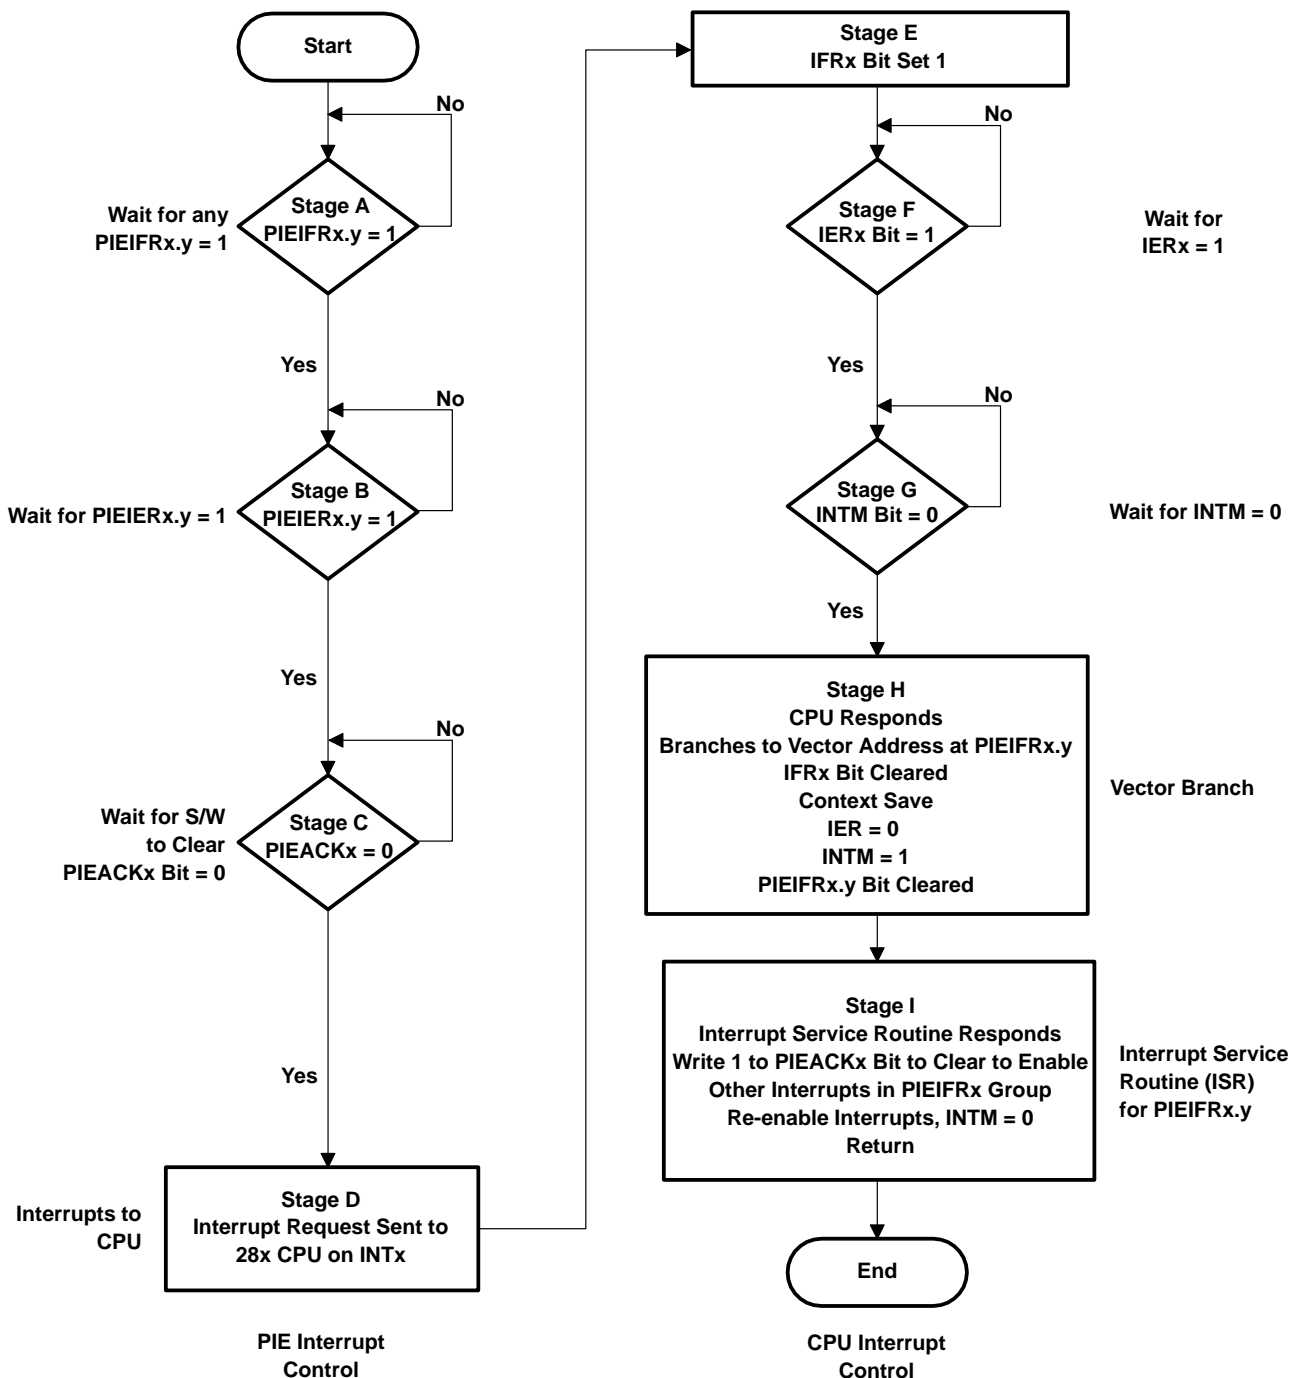 Start
No
Wait for any
PIEIFRx.y = 1
Stage A
PIEIFRx.y = 1
Yes
No
Wait for PIEIERx.y = 1
Stage B
PIEIERx.y = 1
Yes
No
Wait for S/W
to Clear
PIEACKx Bit = 0
Stage C
PIEACKx = 0
Yes
Interrupts to
CPU
Stage D
Interrupt Request Sent to
28x CPU on INTx
PIE Interrupt
Control
Stage E
IFRx Bit Set 1
No
Stage F
IERx Bit = 1
Wait for
IERx = 1
Yes
No
Stage G
INTM Bit = 0
Wait for INTM = 0
Yes
Stage H
CPU Responds
Branches to Vector Address at PIEIFRx.y
IFRx Bit Cleared
Context Save
IER = 0
INTM = 1
PIEIFRx.y Bit Cleared
Vector Branch
Stage I
Interrupt Service Routine Responds
Write 1 to PIEACKx Bit to Clear to Enable
Other Interrupts in PIEIFRx Group
Re-enable Interrupts, INTM = 0
Return
Interrupt Service
Routine (ISR)
for PIEIFRx.y
End
CPU Interrupt
Control